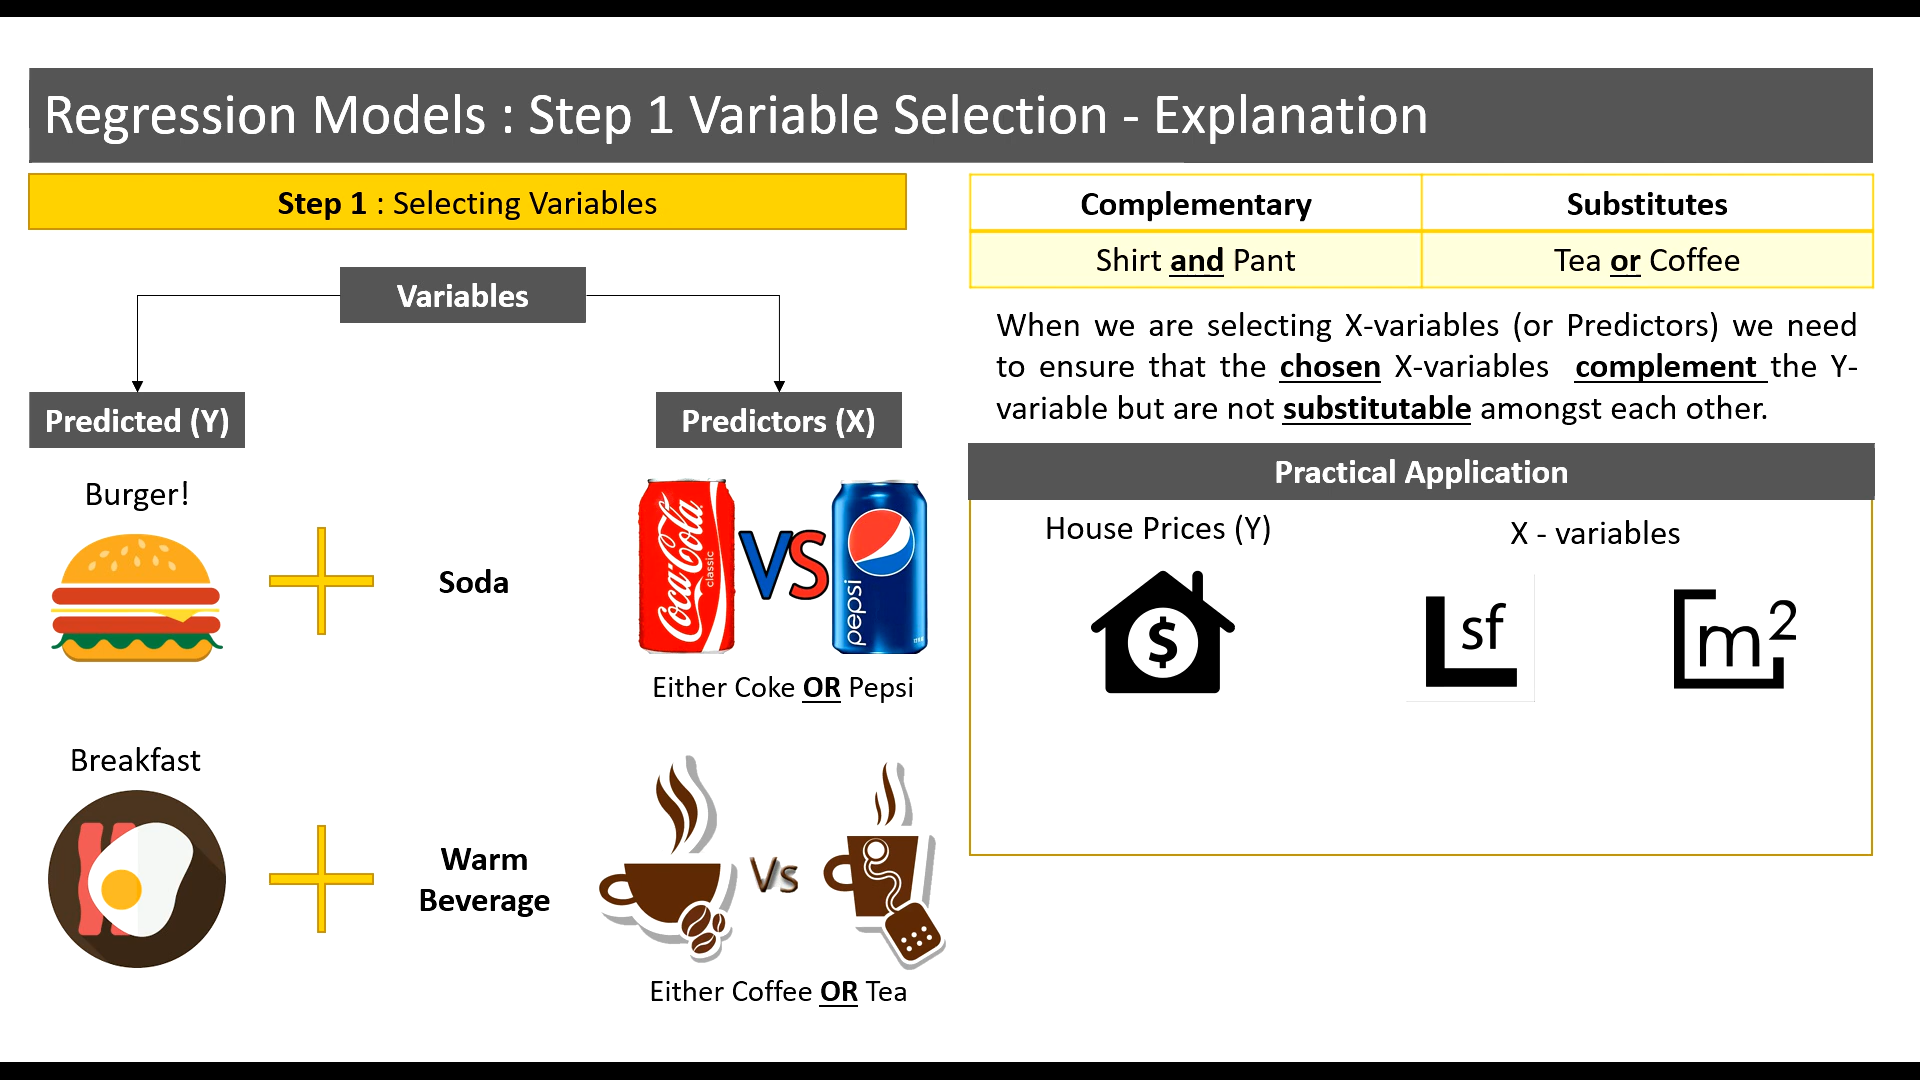 Regression Models : Step 1 Variable Selection - Explanation
Step 1 : Selecting Variables
Variables
Predicted (Y)
Predictors (X)
Burger!
Soda
Coca-Cola
classic
VS
pepsi
Either Coke OR Pepsi
Breakfast
Warm
Beverage
Vs
Either Coffee OR Tea
Complementary
Substitutes
Shirt and Pant
Tea or Coffee
When we are selecting X-variables (or Predictors) we need
to ensure that the chosen X-variables complement the Y-
variable but are not substitutable amongst each other.
Practical Application
House Prices (Y)
X - variables
$
sf
m²